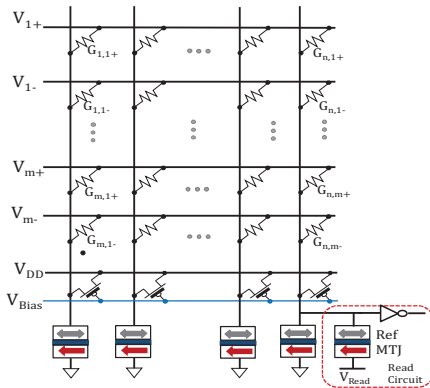 V1+
G1,1+
Gn,1+
V1-
G1,1-
Gn,1-
Vm+
Gm,1+
Gn,m+
Vm-
Gm,1-
Gn,m-
VDD
VBias
Ref
MTJ
VRead
Read
Circuit